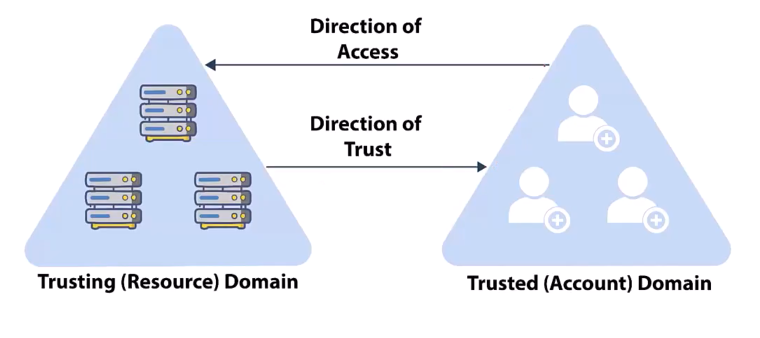 Direction of
Access
Direction of
Trust
Trusting (Resource) Domain
Trusted (Account) Domain